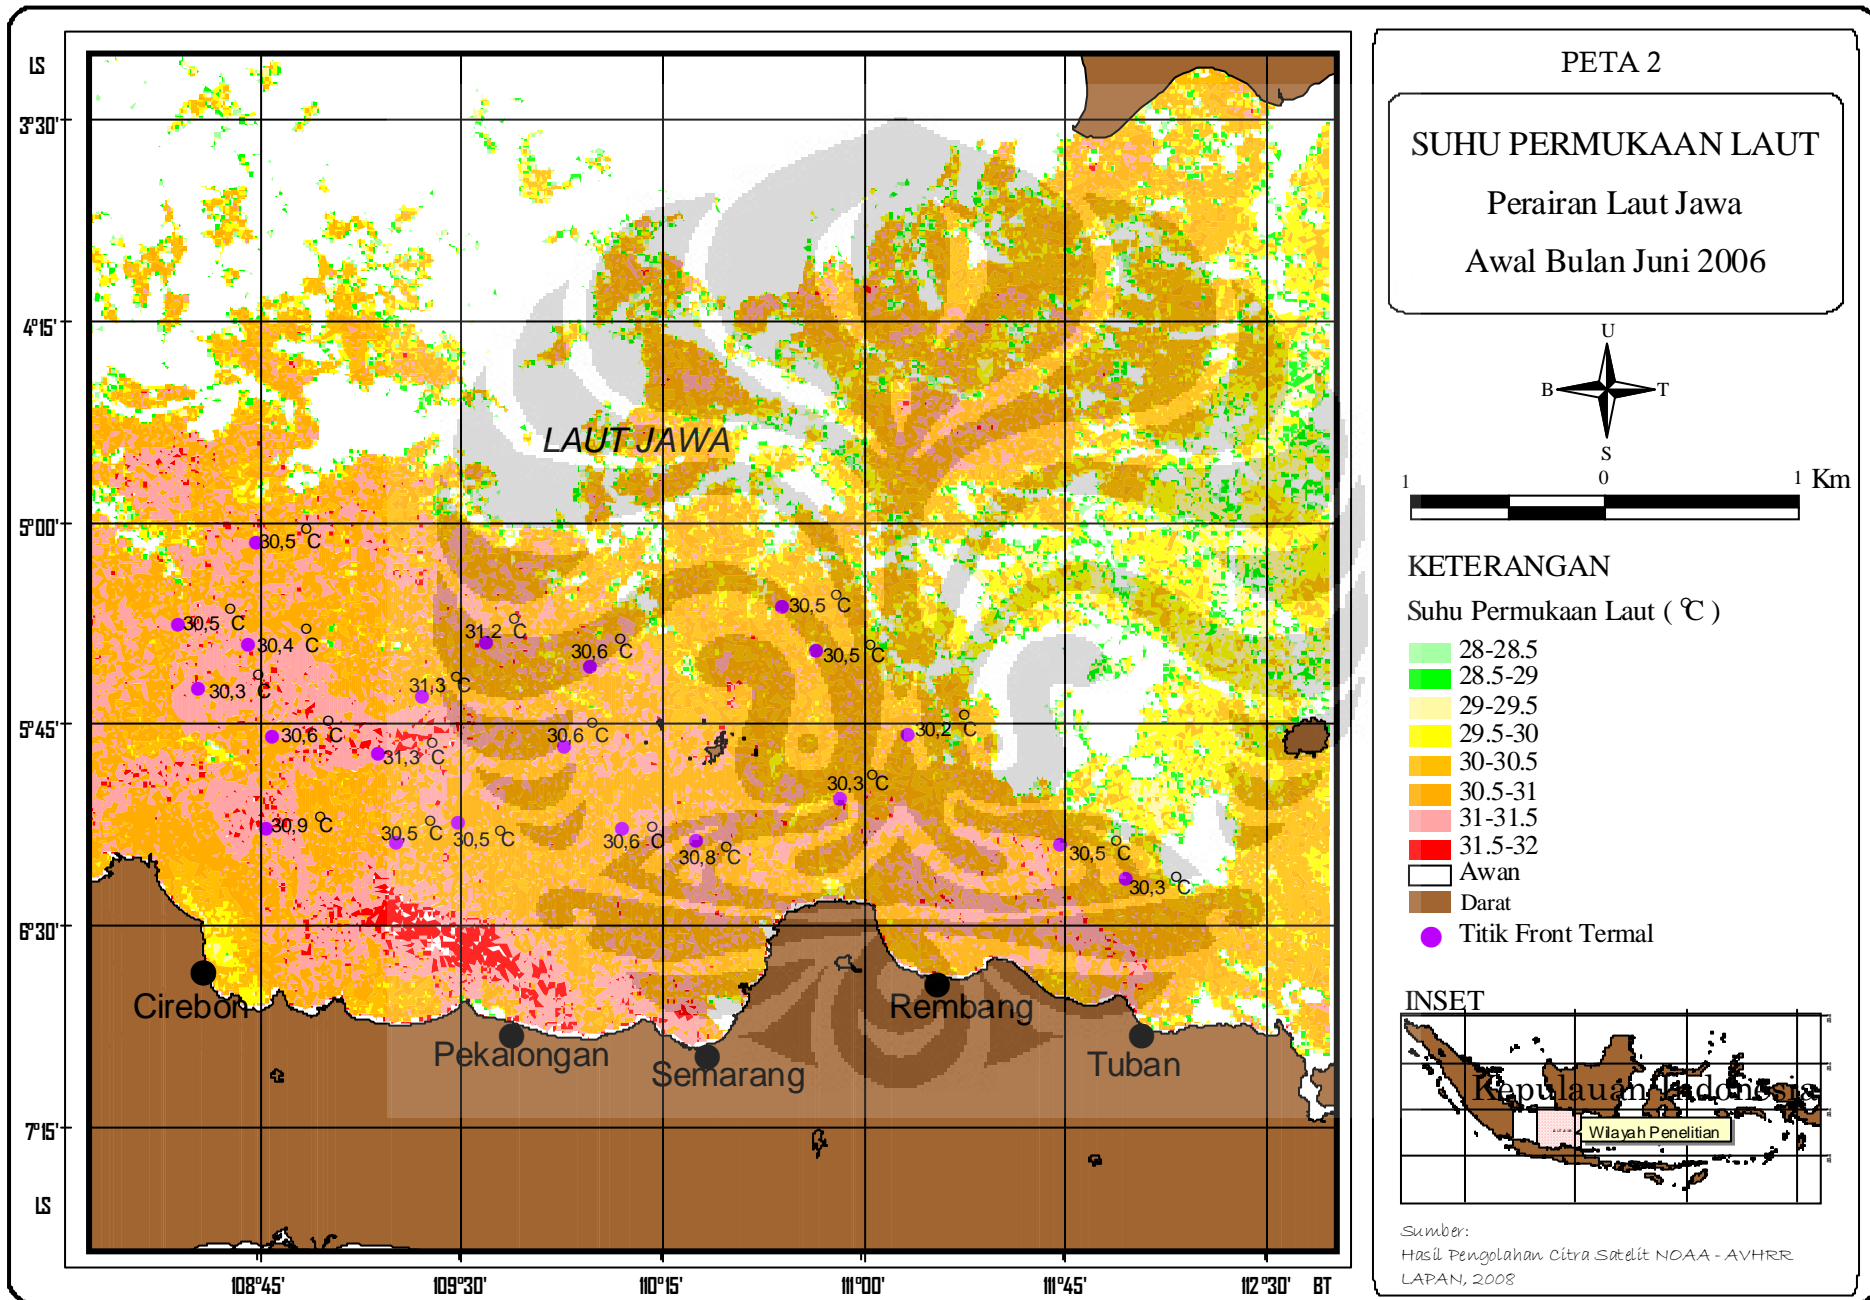 PETA 2
SUHU PERMUKAAN LAUT
Perairan Laut Jawa
Awal Bulan Juni 2006
U
B
T
S
1 0 1 Km
KETERANGAN
Suhu Permukaan Laut ( °C )
28-28.5
28.5-29
29-29.5
29.5-30
30-30.5
30.5-31
31-31.5
31.5-32
Awan
Darat
Titik Front Termal
INSET
Kepulauan Indonesia
Wilayah Penelitian
Sumber:
Hasil Pengolahan Citra Satelit NOAA - AVHRR
LAPAN, 2008
LS
3°30'
4°15'
5°00'
5°45'
6°30'
7°15'
LS
108°45' 109°30' 110°15' 111°00' 111°45' 112°30' BT
LAUT JAWA
30,5 °C
30,5 °C
30,5 °C
30,4 °C
31,2 °C
30,6 °C
30,5 °C
30,3 °C
31,3 °C
30,6 °C
31,3 °C
30,6 °C
30,2 °C
30,3 °C
30,9 °C
30,5 °C
30,5 °C
30,6 °C
30,8 °C
30,5 °C
30,3 °C
Cirebon
Pekalongan
Semarang
Rembang
Tuban